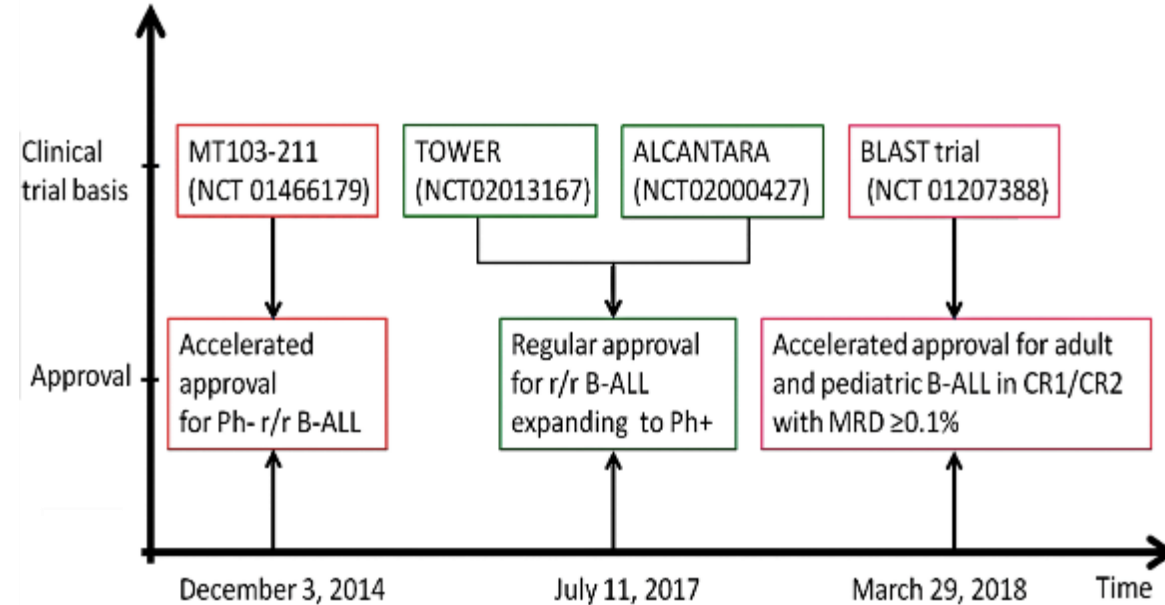 Clinical
trial basis
MT103-211
(NCT 01466179)
TOWER
(NCT02013167)
ALCANTARA
(NCT02000427)
BLAST trial
(NCT 01207388)
Approval
Accelerated
approval
for Ph- r/r B-ALL
Regular approval
for r/r B-ALL
expanding to Ph+
Accelerated approval for adult
and pediatric B-ALL in CR1/CR2
with MRD ≥0.1%
December 3, 2014
July 11, 2017
March 29, 2018
Time